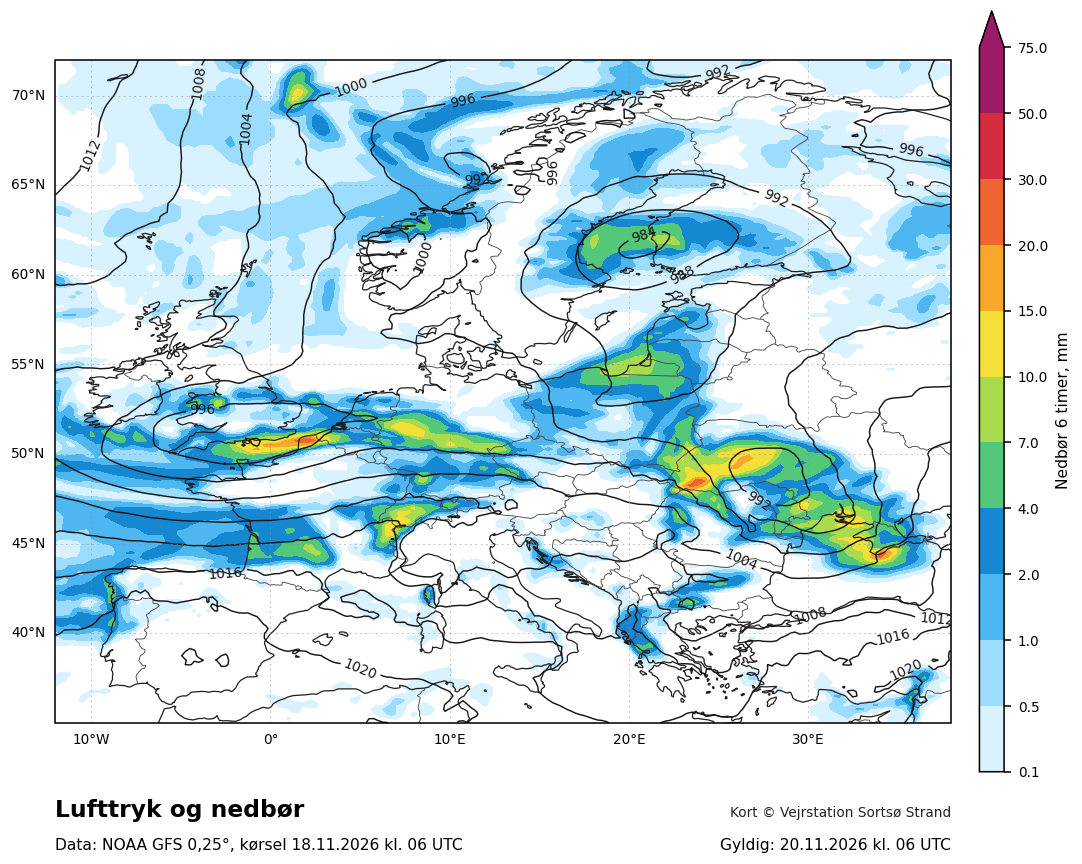 75.0
50.0
30.0
20.0
15.0
10.0
7.0
4.0
2.0
1.0
0.5
0.1
Nedbør 6 timer, mm
70°N
65°N
60°N
55°N
50°N
45°N
40°N
10°W
0°
10°E
20°E
30°E
1012
1008
1004
1000
996
992
992
996
1000
996
992
984
988
996
996
992
1004
1008
1012
1016
1020
1016
1020
Lufttryk og nedbør
Kort © Vejrstation Sortsø Strand
Data: NOAA GFS 0,25°, kørsel 18.11.2026 kl. 06 UTC
Gyldig: 20.11.2026 kl. 06 UTC